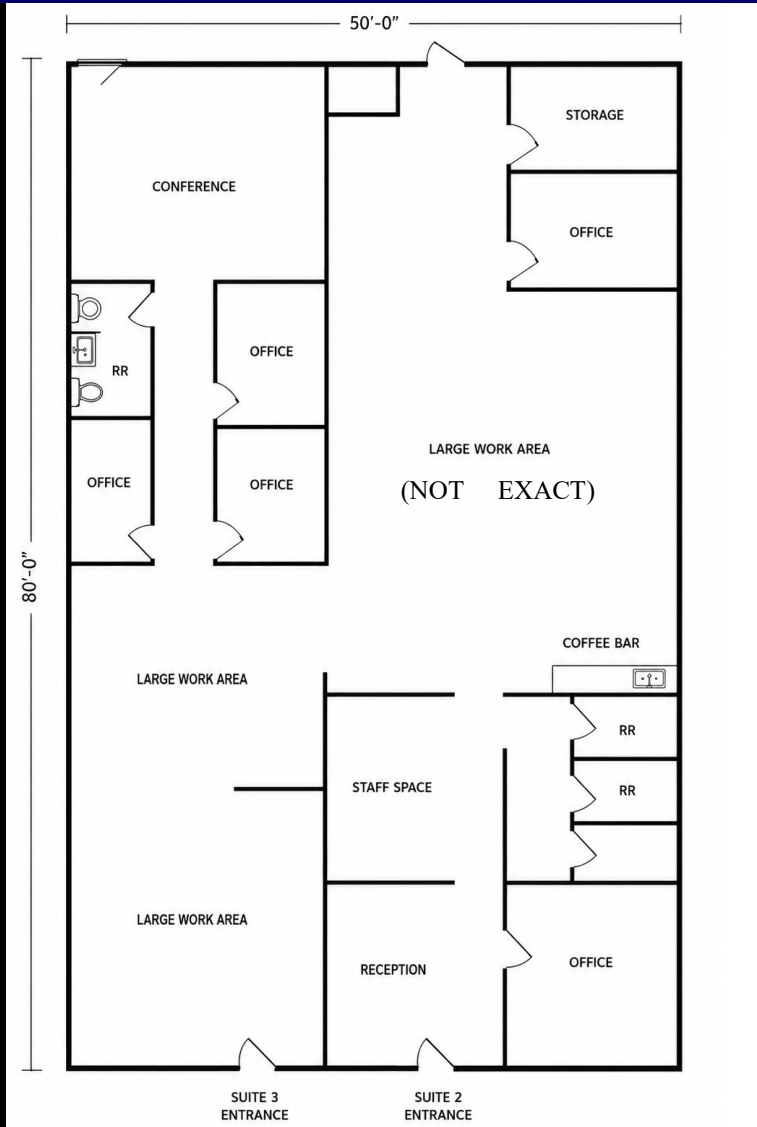 50'-0"
STORAGE
CONFERENCE
OFFICE
OFFICE
RR
LARGE WORK AREA
OFFICE
OFFICE
(NOT EXACT)
80'-0"
COFFEE BAR
LARGE WORK AREA
RR
STAFF SPACE
RR
LARGE WORK AREA
RECEPTION
OFFICE
SUITE 3
ENTRANCE
SUITE 2
ENTRANCE